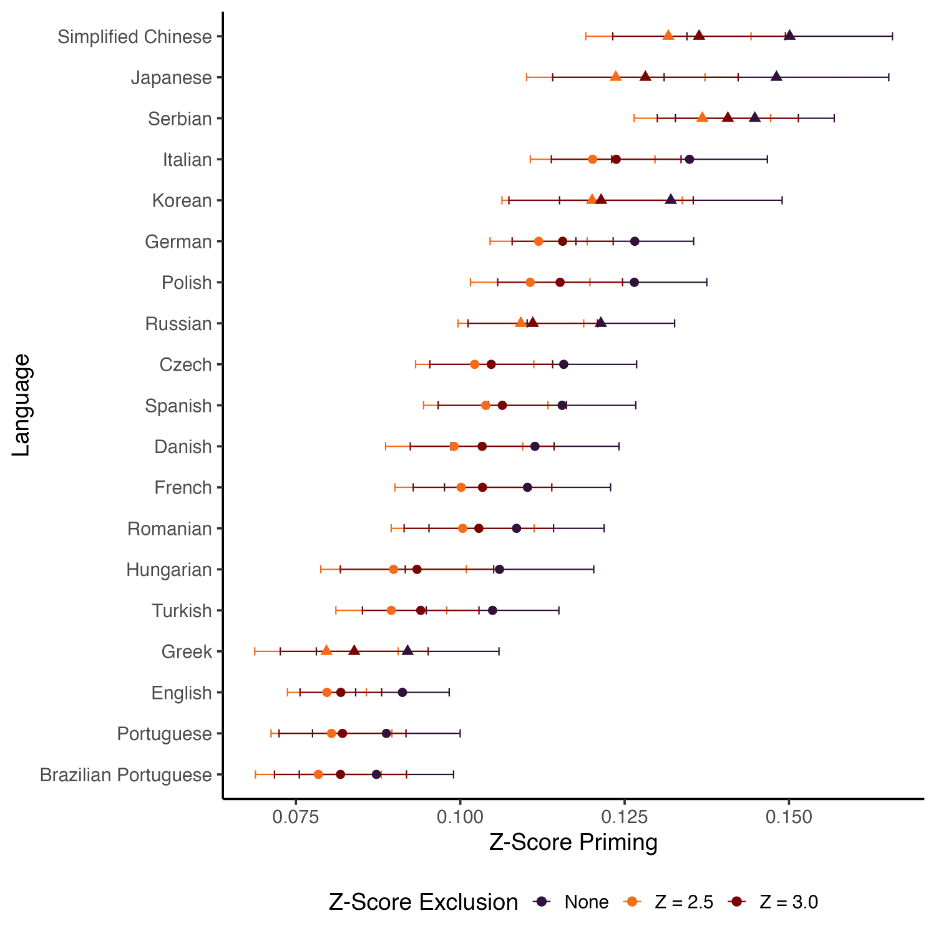 Simplified Chinese
Japanese
Serbian
Italian
Korean
German
Polish
Russian
Czech
Spanish
Danish
French
Romanian
Hungarian
Turkish
Greek
English
Portuguese
Brazilian Portuguese
Language
0.075 0.100 0.125 0.150
Z-Score Priming
Z-Score Exclusion None Z = 2.5 Z = 3.0